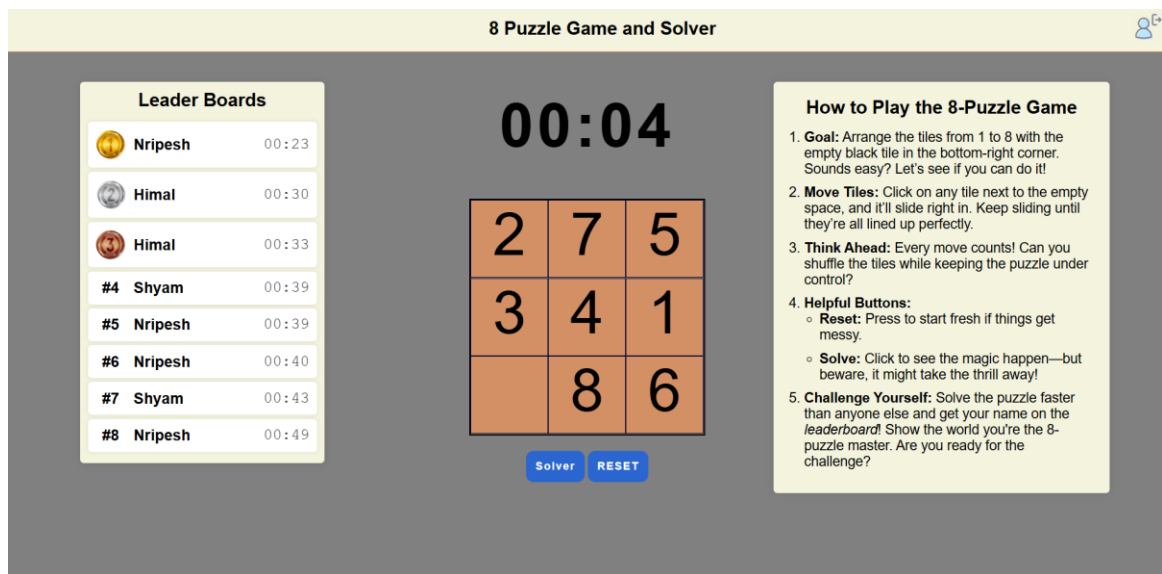 8 Puzzle Game and Solver
Leader Boards
1 Nripesh 00:23
2 Himal 00:30
3 Himal 00:33
#4 Shyam 00:39
#5 Nripesh 00:39
#6 Nripesh 00:40
#7 Shyam 00:43
#8 Nripesh 00:49
00:04
2 7 5
3 4 1
8 6
Solver RESET
How to Play the 8-Puzzle Game
1. Goal: Arrange the tiles from 1 to 8 with the
empty black tile in the bottom-right corner.
Sounds easy? Let's see if you can do it!
2. Move Tiles: Click on any tile next to the empty
space, and it'll slide right in. Keep sliding until
they're all lined up perfectly.
3. Think Ahead: Every move counts! Can you
shuffle the tiles while keeping the puzzle under
control?
4. Helpful Buttons:
◦ Reset: Press to start fresh if things get
messy.
◦ Solve: Click to see the magic happen—but
beware, it might take the thrill away!
5. Challenge Yourself: Solve the puzzle faster
than anyone else and get your name on the
leaderboard! Show the world you're the 8-
puzzle master. Are you ready for the
challenge?